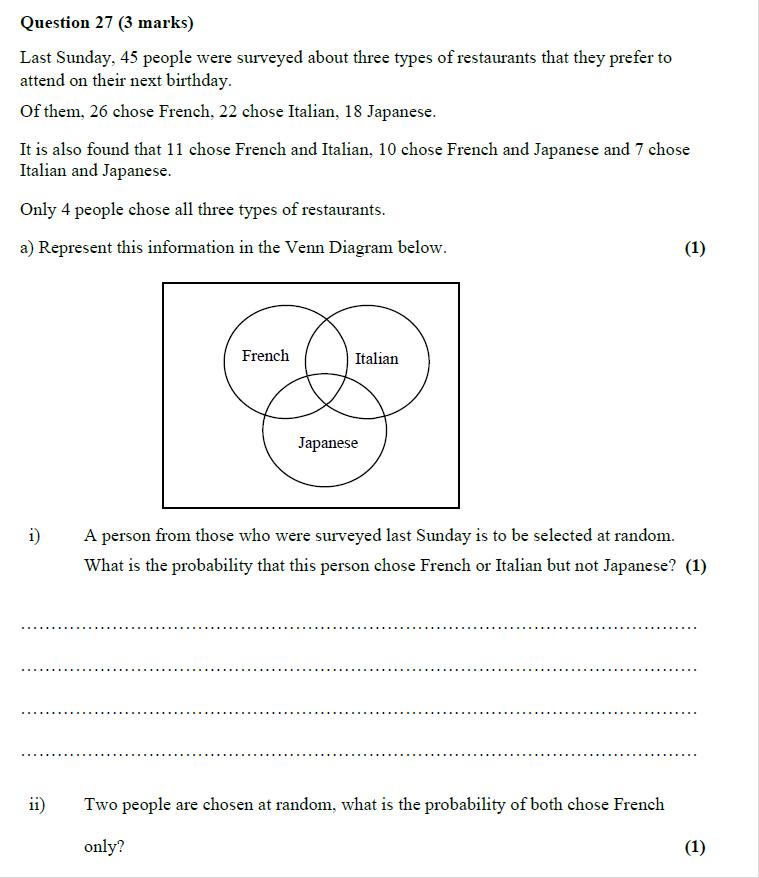 Question 27 (3 marks)
Last Sunday, 45 people were surveyed about three types of restaurants that they prefer to
attend on their next birthday.
Of them, 26 chose French, 22 chose Italian, 18 Japanese.
It is also found that 11 chose French and Italian, 10 chose French and Japanese and 7 chose
Italian and Japanese.
Only 4 people chose all three types of restaurants.
a) Represent this information in the Venn Diagram below. (1)
French
Italian
Japanese
i) A person from those who were surveyed last Sunday is to be selected at random.
What is the probability that this person chose French or Italian but not Japanese? (1)
ii) Two people are chosen at random, what is the probability of both chose French
only? (1)